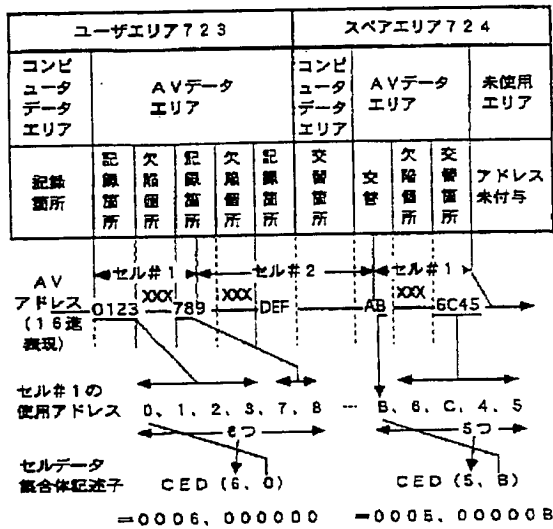 ユーザエリア723
スペアエリア724
コンピュータデータエリア
AVデータエリア
コンピュータデータエリア
AVデータエリア
未使用エリア
記録箇所
記録箇所
欠陥個所
記録箇所
欠陥個所
記録箇所
交替箇所
交替
欠陥個所
交替箇所
アドレス未付与
セル#1
セル#2
セル#1
AVアドレス(16進表現)
0123
XXX
789
XXX
DEF
AB
XXX
6C45
セル#1の使用アドレス
0、1、2、3、7、8 … B、6、C、4、5
6つ
5つ
セルデータ集合体記述子
CED(6、0)
CED(5、B)
=0006、000000
=0005、00000B